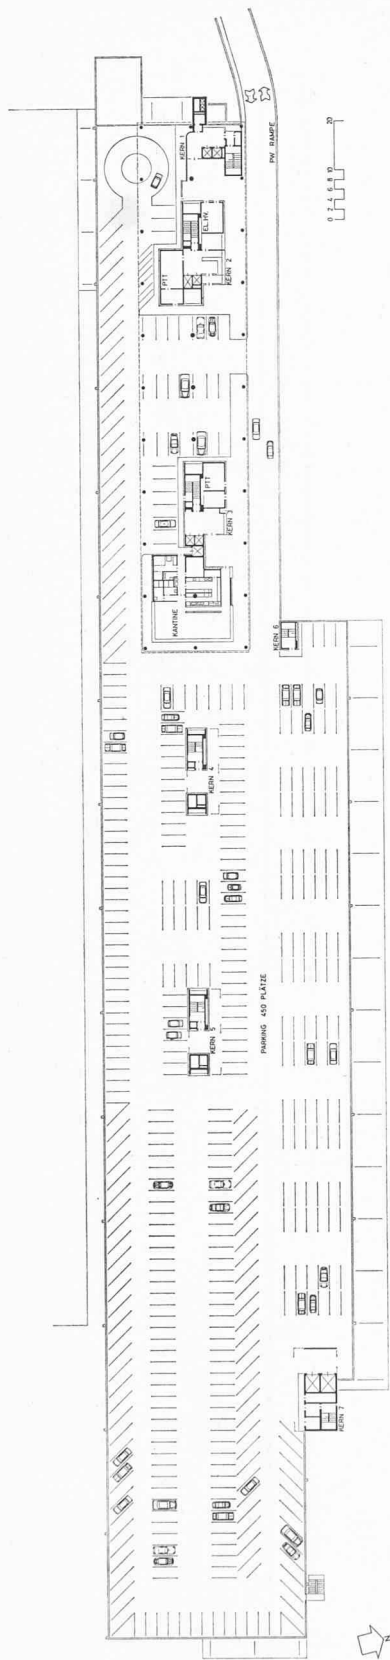 PW RAMPE
0 2 4 6 8 10 20
KERN 1
EL.HV.
PTT
KERN 2
PTT
KERN 3
KANTINE
KERN 6
KERN 4
PARKING 450 PLÄTZE
KERN 5
KERN 7
N